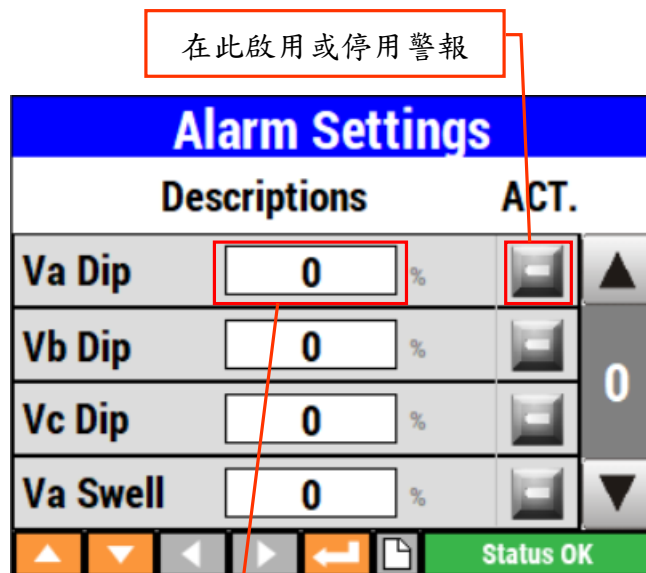 在此啟用或停用警報
Alarm Settings
Descriptions ACT.
Va Dip 0 %
Vb Dip 0 %
0
Vc Dip 0 %
Va Swell 0 %
Status OK